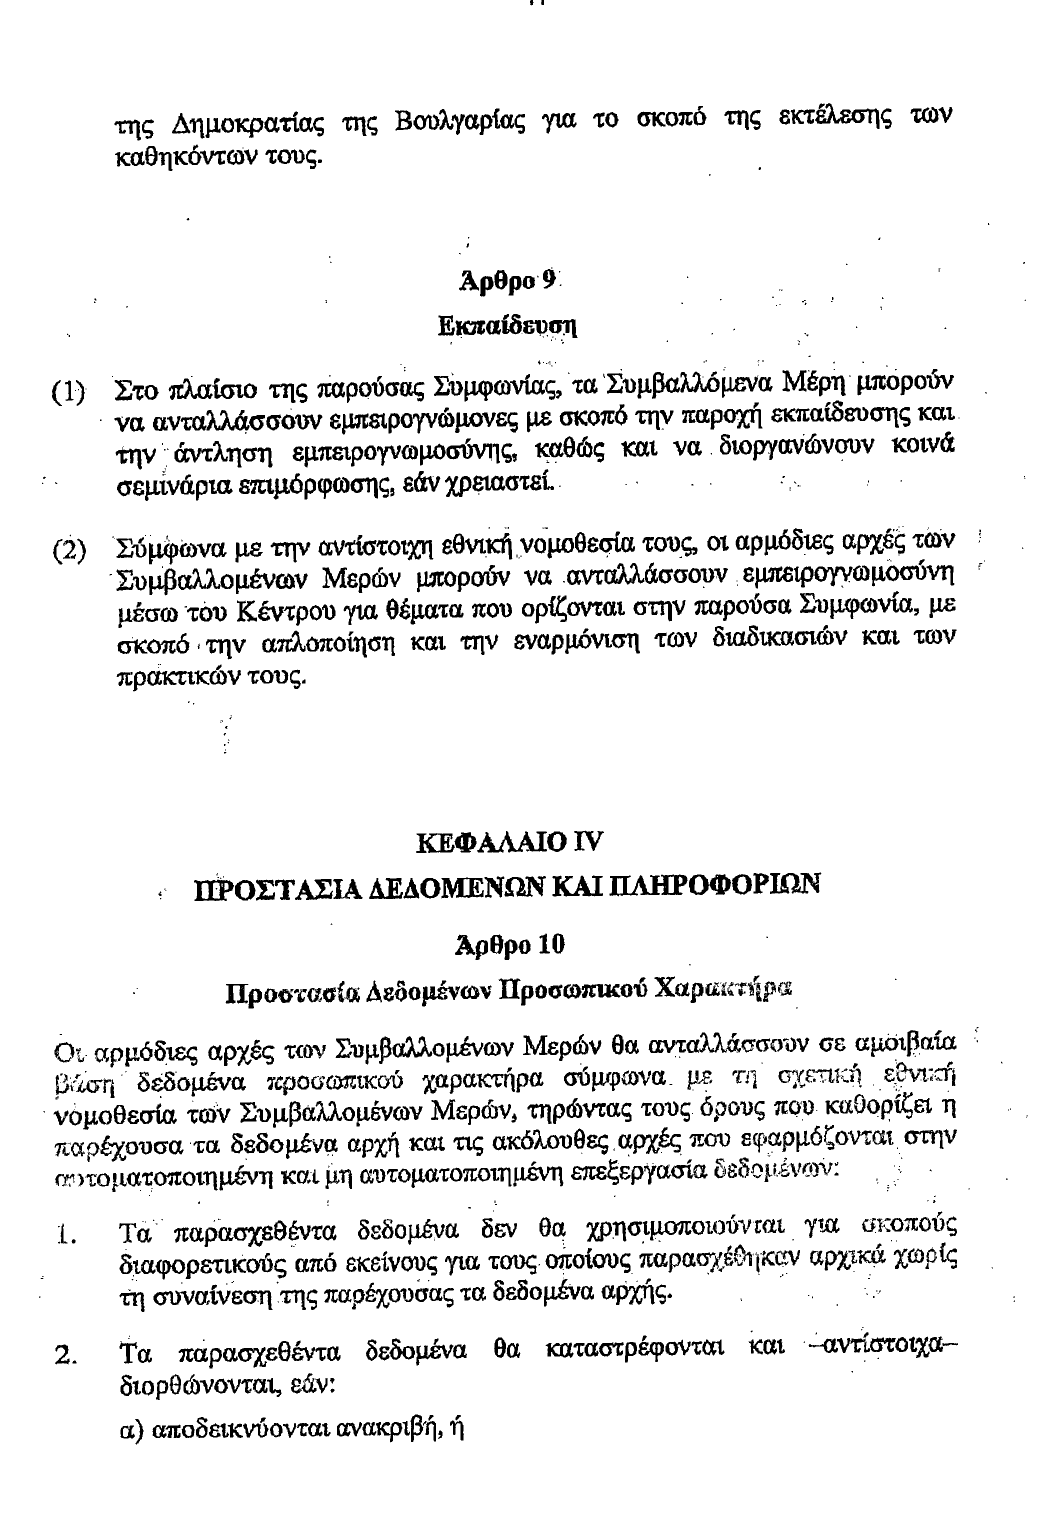 της Δημοκρατίας της Βουλγαρίας για το σκοπό της εκτέλεσης των
καθηκόντων τους.
Άρθρο 9
Εκπαίδευση
(1) Στο πλαίσιο της παρούσας Συμφωνίας, τα Συμβαλλόμενα Μέρη μπορούν
να ανταλλάσσουν εμπειρογνώμονες με σκοπό την παροχή εκπαίδευσης και
την άντληση εμπειρογνωμοσύνης, καθώς και να διοργανώνουν κοινά
σεμινάρια επιμόρφωσης, εάν χρειαστεί.
(2) Σύμφωνα με την αντίστοιχη εθνική νομοθεσία τους, οι αρμόδιες αρχές των
Συμβαλλομένων Μερών μπορούν να ανταλλάσσουν εμπειρογνωμοσύνη
μέσω του Κέντρου για θέματα που ορίζονται στην παρούσα Συμφωνία, με
σκοπό την απλοποίηση και την εναρμόνιση των διαδικασιών και των
πρακτικών τους.
ΚΕΦΑΛΑΙΟ IV
ΠΡΟΣΤΑΣΙΑ ΔΕΔΟΜΕΝΩΝ ΚΑΙ ΠΛΗΡΟΦΟΡΙΩΝ
Άρθρο 10
Προστασία Δεδομένων Προσωπικού Χαρακτήρα
Οι αρμόδιες αρχές των Συμβαλλομένων Μερών θα ανταλλάσσουν σε αμοιβαία
βάση δεδομένα προσωπικού χαρακτήρα σύμφωνα με τη σχετική εθνική
νομοθεσία των Συμβαλλομένων Μερών, τηρώντας τους όρους που καθορίζει η
παρέχουσα τα δεδομένα αρχή και τις ακόλουθες αρχές που εφαρμόζονται στην
αυτοματοποιημένη και μη αυτοματοποιημένη επεξεργασία δεδομένων:
1. Τα παρασχεθέντα δεδομένα δεν θα χρησιμοποιούνται για σκοπούς
διαφορετικούς από εκείνους για τους οποίους παρασχέθηκαν αρχικά χωρίς
τη συναίνεση της παρέχουσας τα δεδομένα αρχής.
2. Τα παρασχεθέντα δεδομένα θα καταστρέφονται και –αντίστοιχα–
διορθώνονται, εάν:
α) αποδεικνύονται ανακριβή, ή